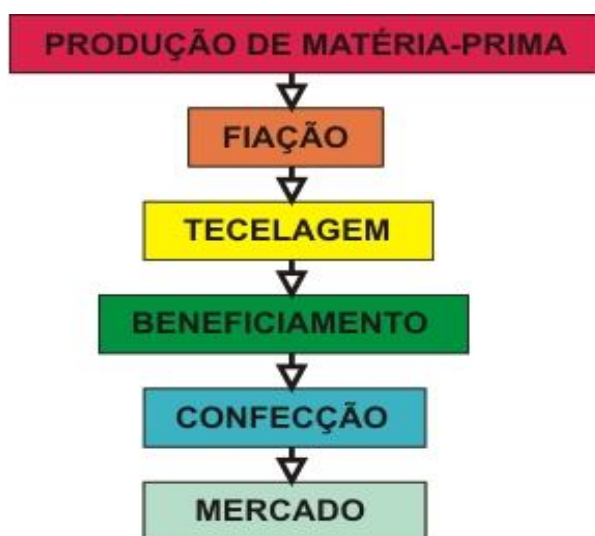 PRODUÇÃO DE MATÉRIA-PRIMA
FIAÇÃO
TECELAGEM
BENEFICIAMENTO
CONFECÇÃO
MERCADO